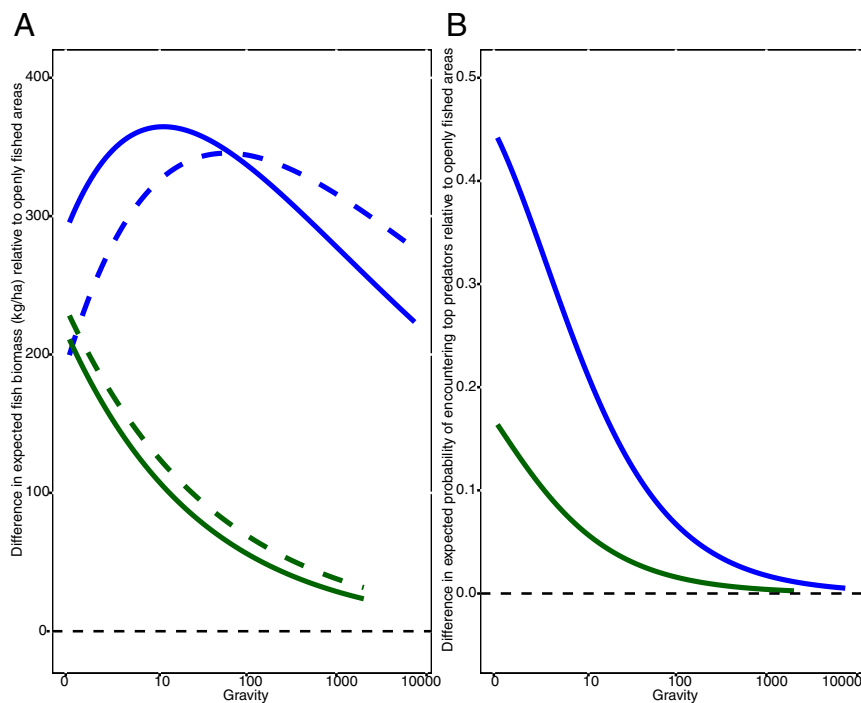 A
Difference in expected fish biomass (kg/ha) relative to openly fished areas
400
300
200
100
0
0 10 100 1000 10000
Gravity
B
Difference in expected probability of encountering top predators relative to openly fished areas
0.5
0.4
0.3
0.2
0.1
0.0
0 10 100 1000 10000
Gravity